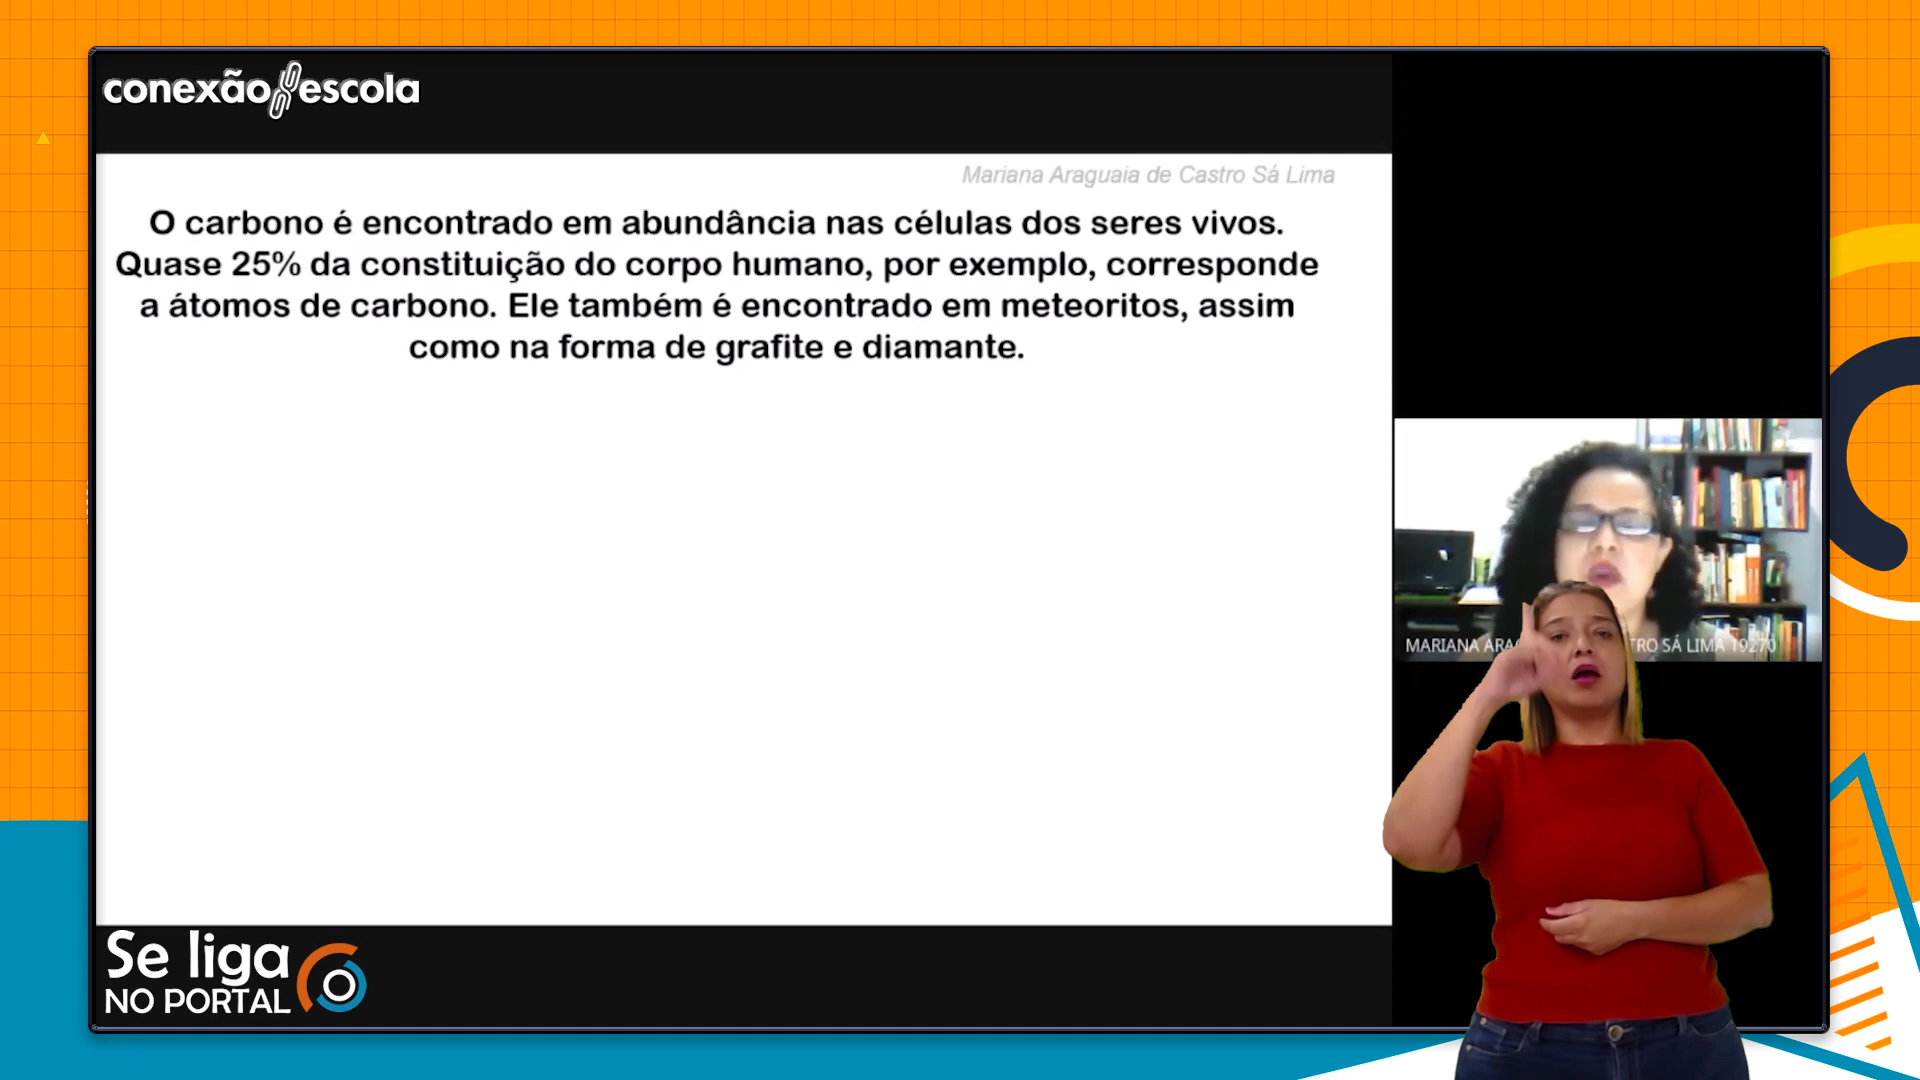 conexão escola
Mariana Araguaia de Castro Sá Lima
O carbono é encontrado em abundância nas células dos seres vivos.
Quase 25% da constituição do corpo humano, por exemplo, corresponde
a átomos de carbono. Ele também é encontrado em meteoritos, assim
como na forma de grafite e diamante.
MARIANA SÁ LIMA 19270
Se liga
NO PORTAL